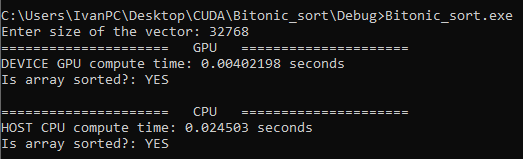 C:\Users\IvanPC\Desktop\CUDA\Bitonic_sort\Debug>Bitonic_sort.exe
Enter size of the vector: 32768
==================== GPU ====================
DEVICE GPU compute time: 0.00402198 seconds
Is array sorted?: YES
==================== CPU ====================
HOST CPU compute time: 0.024503 seconds
Is array sorted?: YES